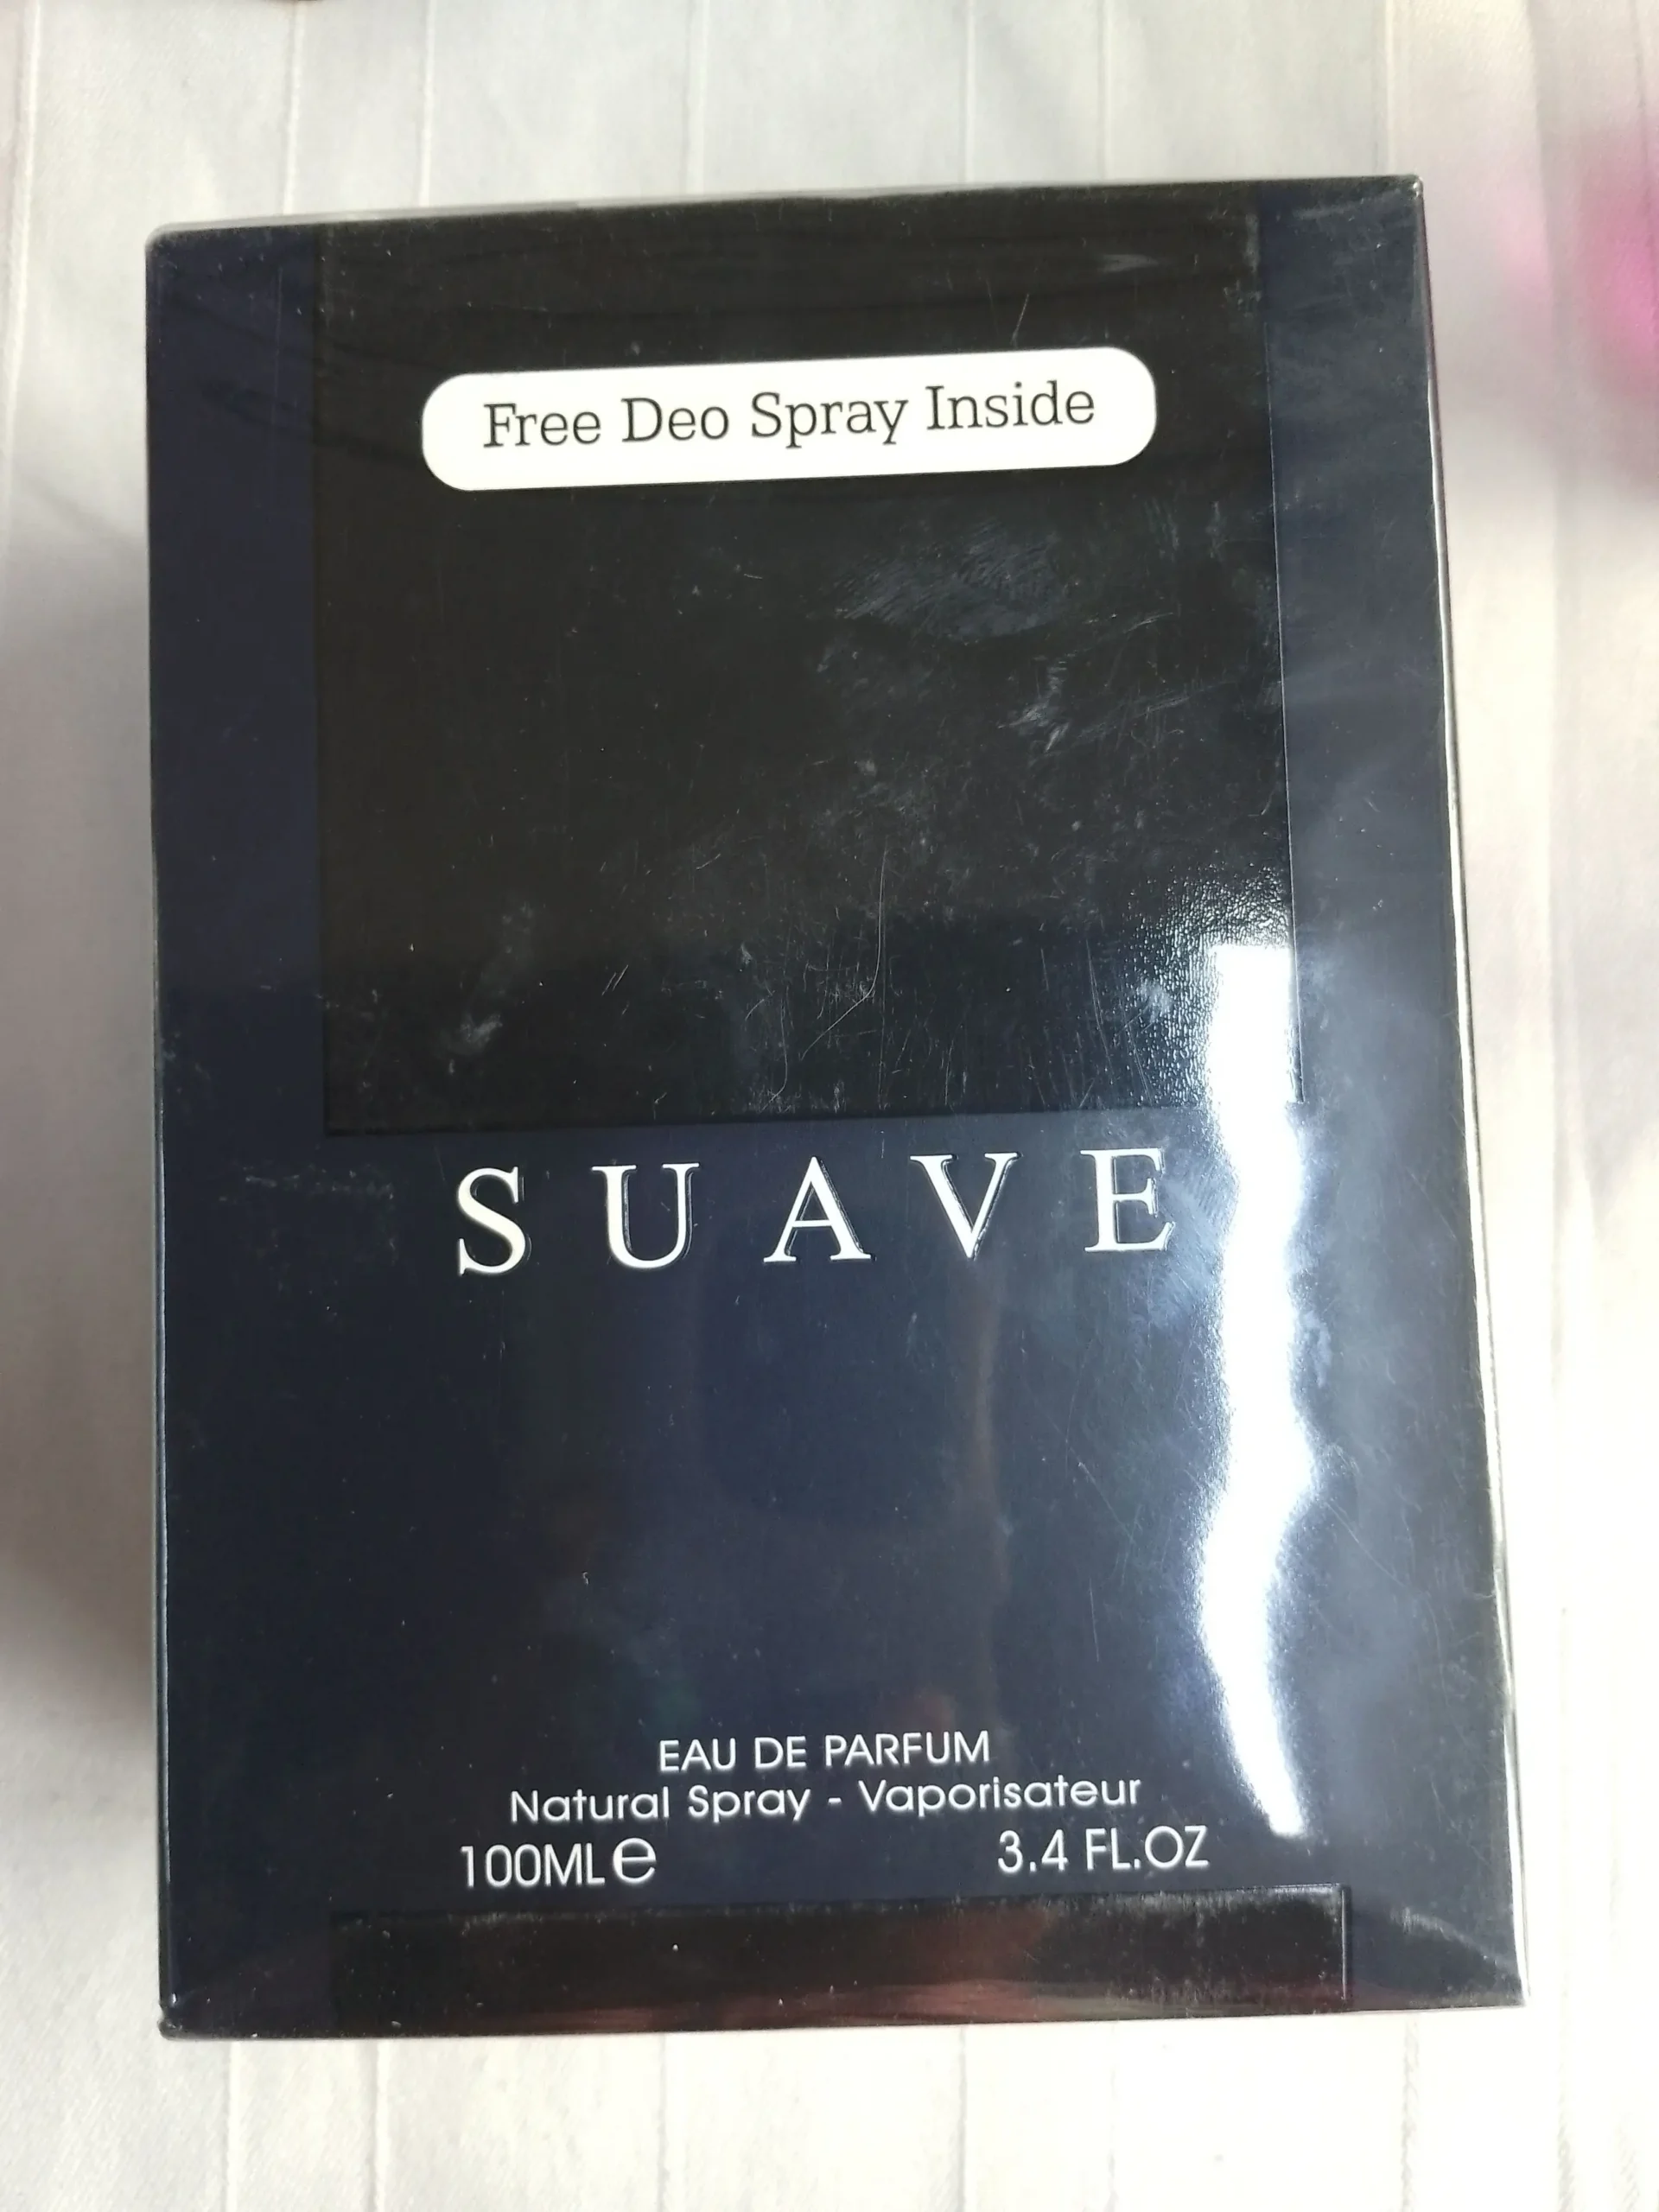 Free Deo Spray Inside
SUAVE
EAU DE PARFUM
Natural Spray - Vaporisateur
100ML e 3.4 FL.OZ